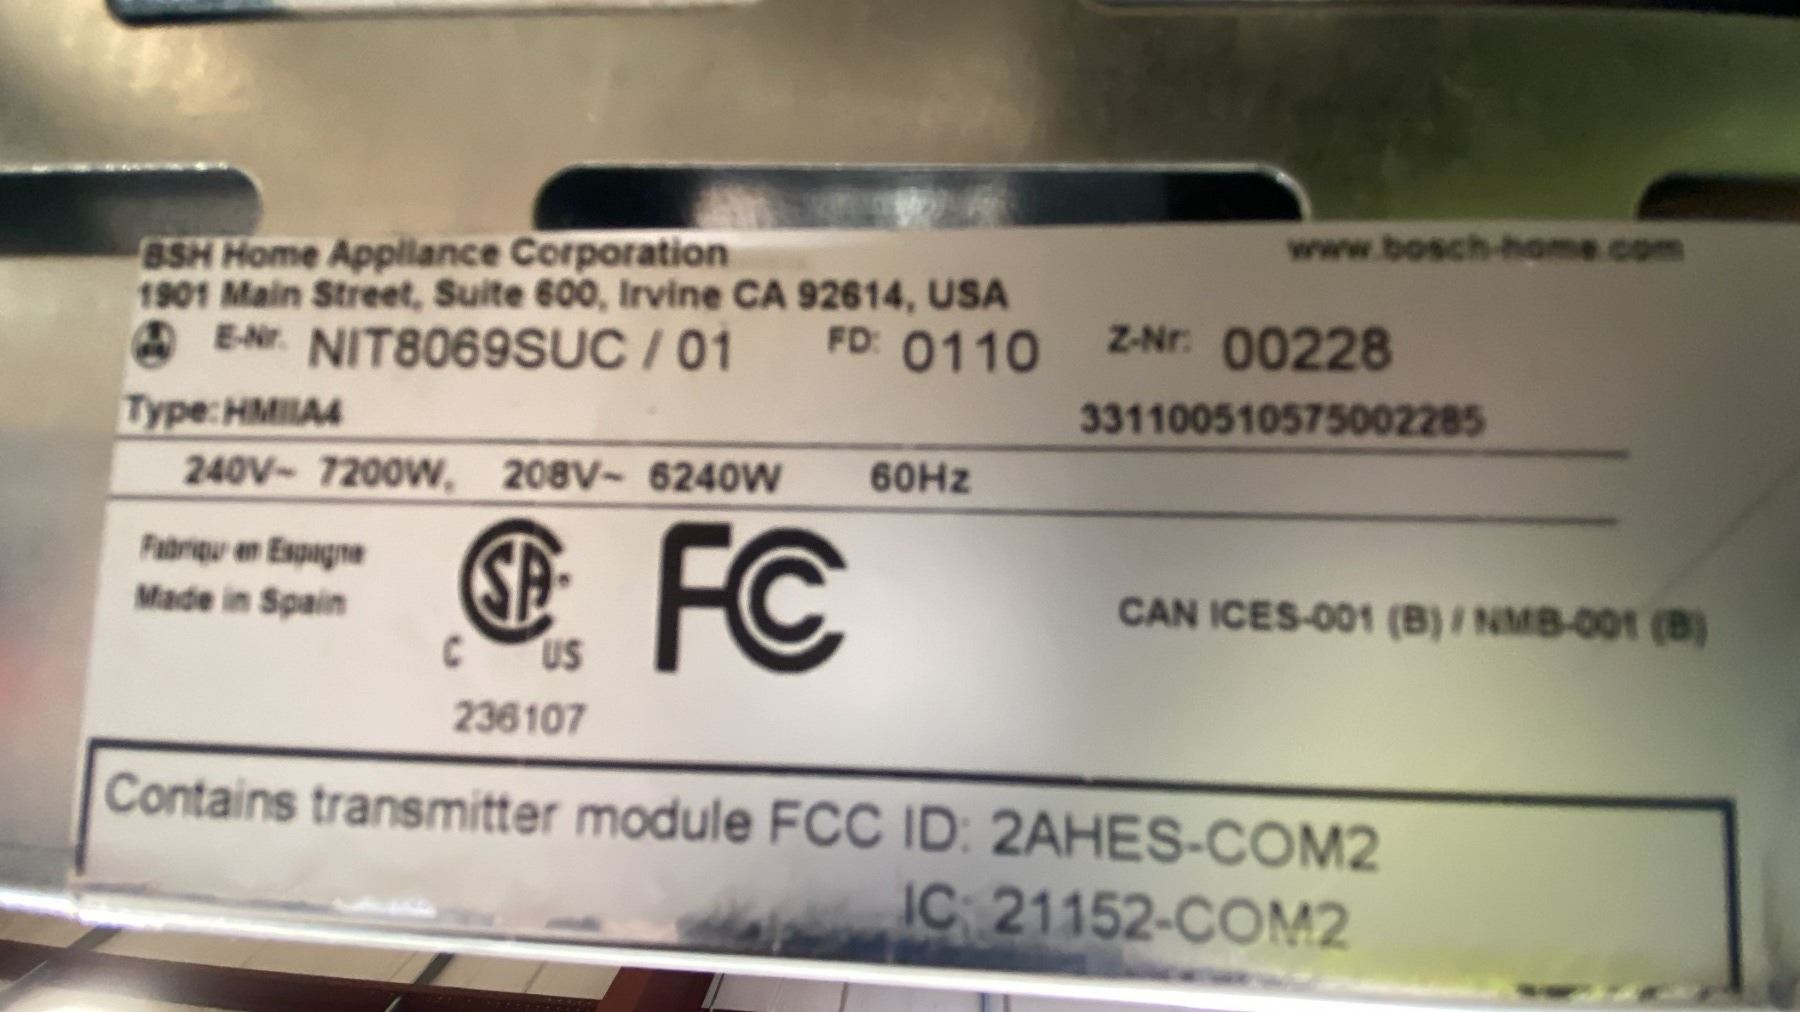 BSH Home Appliance Corporation
www.bosch-home.com
1901 Main Street, Suite 600, Irvine CA 92614, USA
E-Nr. NIT8069SUC / 01 FD: 0110 Z-Nr: 00228
Type: HMIIA4 331100510575002285
240V~ 7200W, 208V~ 6240W 60Hz
Fabriqu en Espagne
Made in Spain
SA
C US
FC
CAN ICES-001 (B) / NMB-001 (B)
236107
Contains transmitter module FCC ID: 2AHES-COM2
IC: 21152-COM2